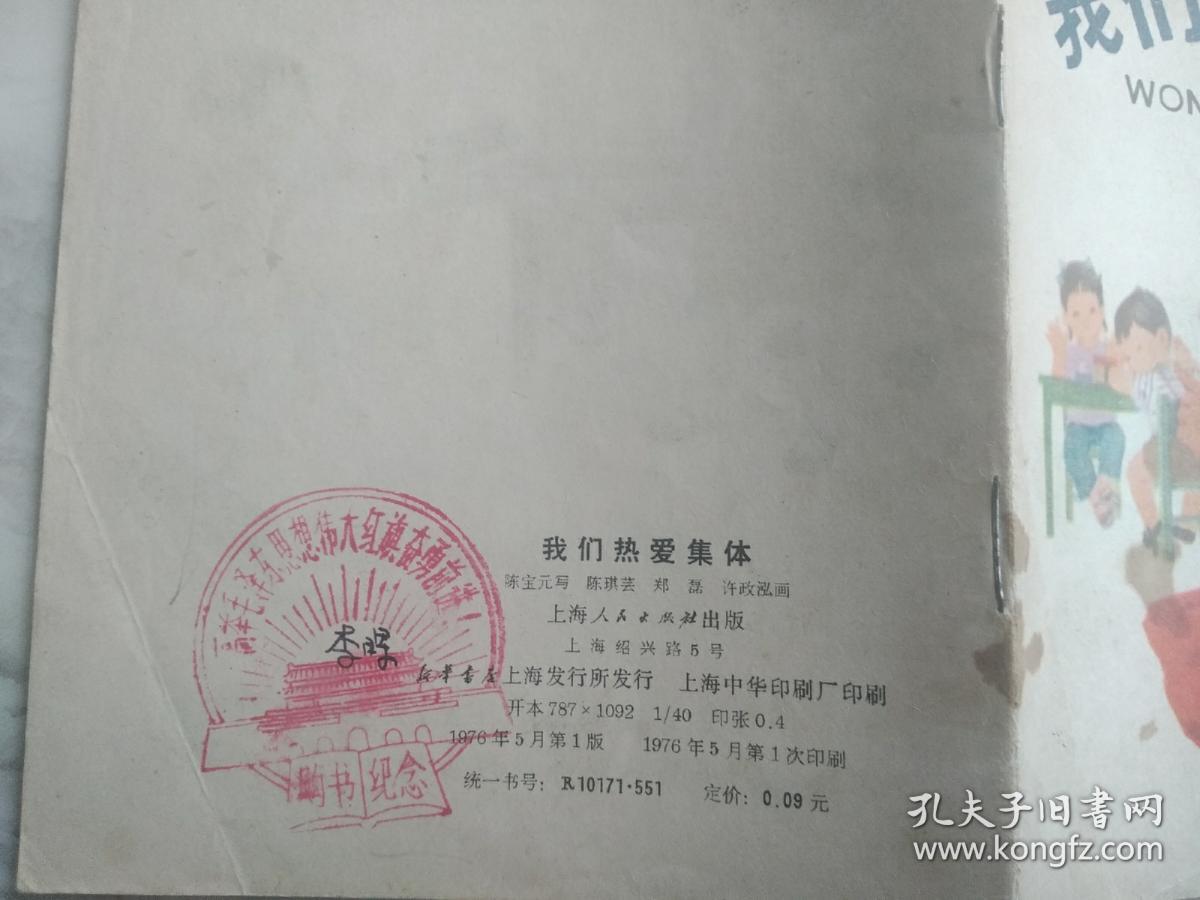 我们
WON
高举毛泽东思想伟大红旗奋勇前进！
李
购书纪念
我们热爱集体
陈宝元写 陈琪芸 郑磊 许政泓画
上海人民出版社出版
上海绍兴路5号
新华书店上海发行所发行 上海中华印刷厂印刷
开本787×1092 1/40 印张0.4
1976年5月第1版 1976年5月第1次印刷
统一书号：R10171·551 定价：0.09元
孔夫子旧书网
www.kongfz.com